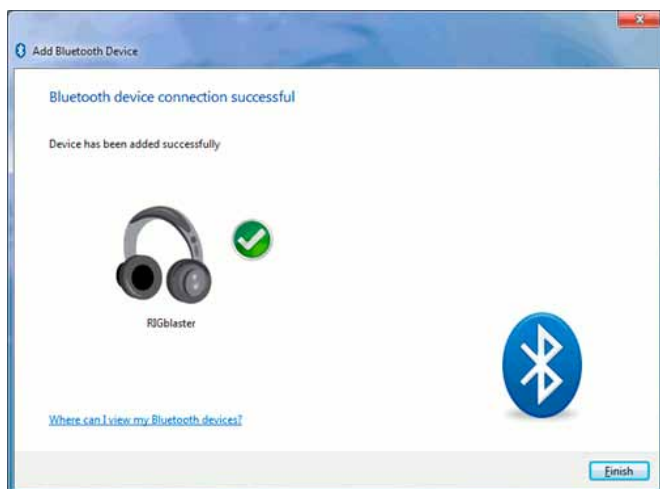 Add Bluetooth Device
Bluetooth device connection successful
Device has been added successfully
RIGblaster
Where can I view my Bluetooth devices?
Finish